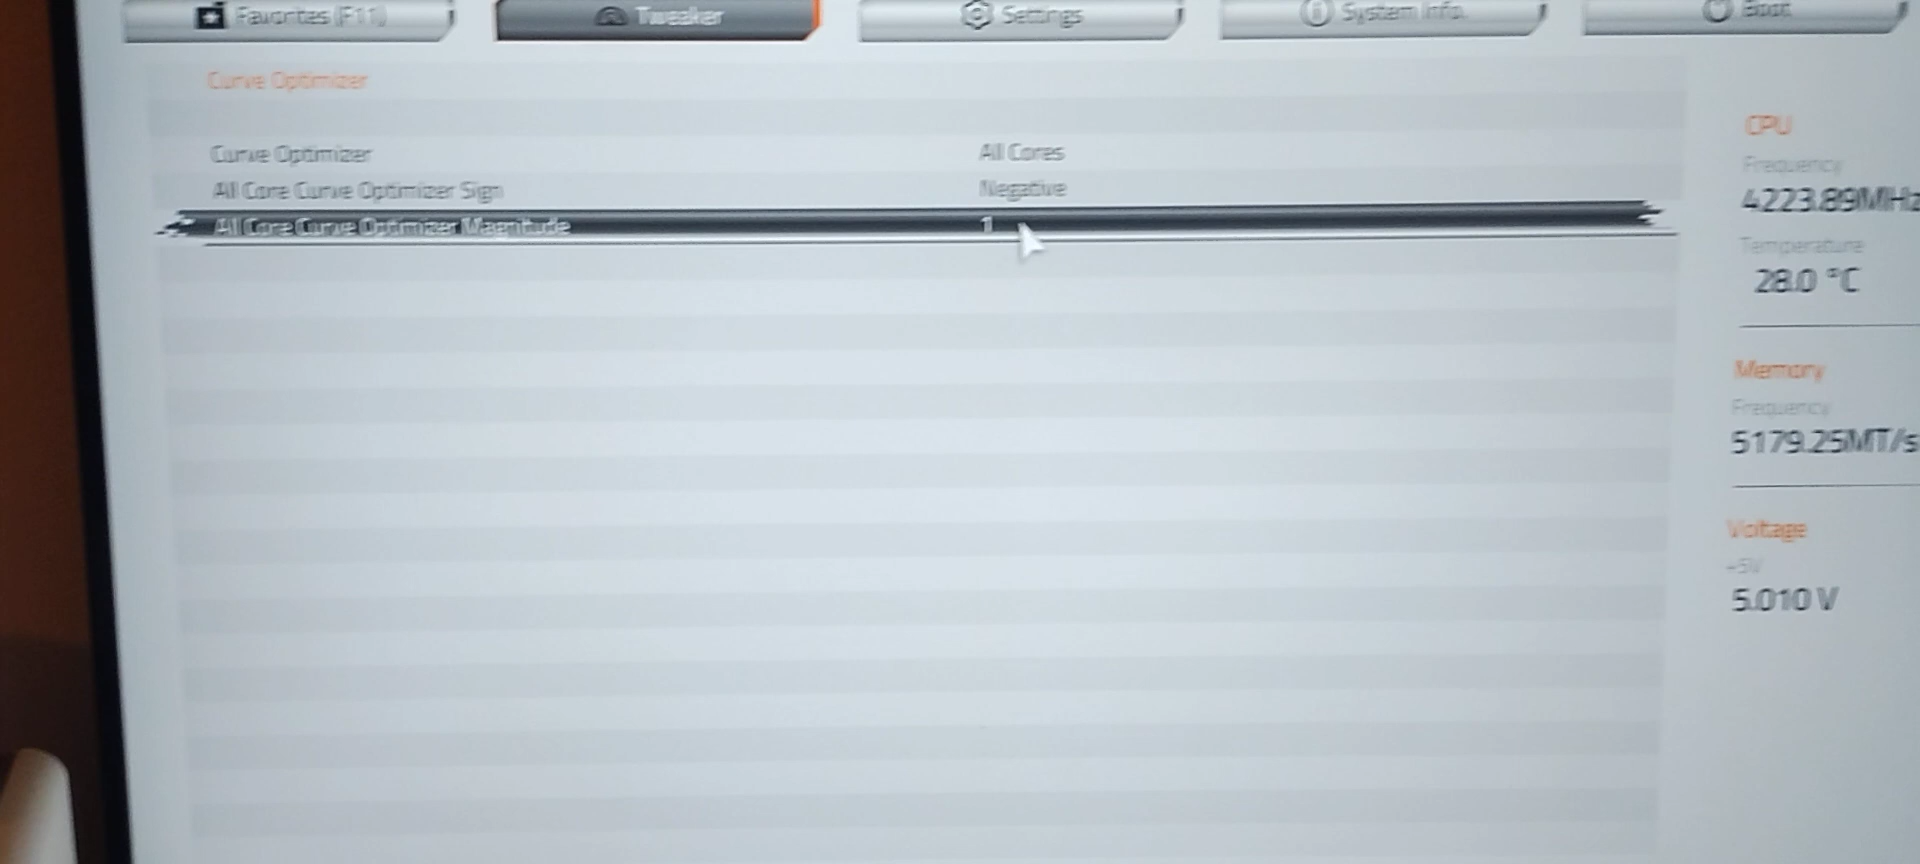 Favorites (F11)
Tweaker
Settings
System Info.
Boot
Curve Optimizer
Curve Optimizer All Cores
All Core Curve Optimizer Sign Negative
All Core Curve Optimizer Magnitude 1
CPU
Frequency
4223.89MHz
Temperature
28.0 °C
Memory
Frequency
5179.25MT/s
Voltage
+5V
5.010 V